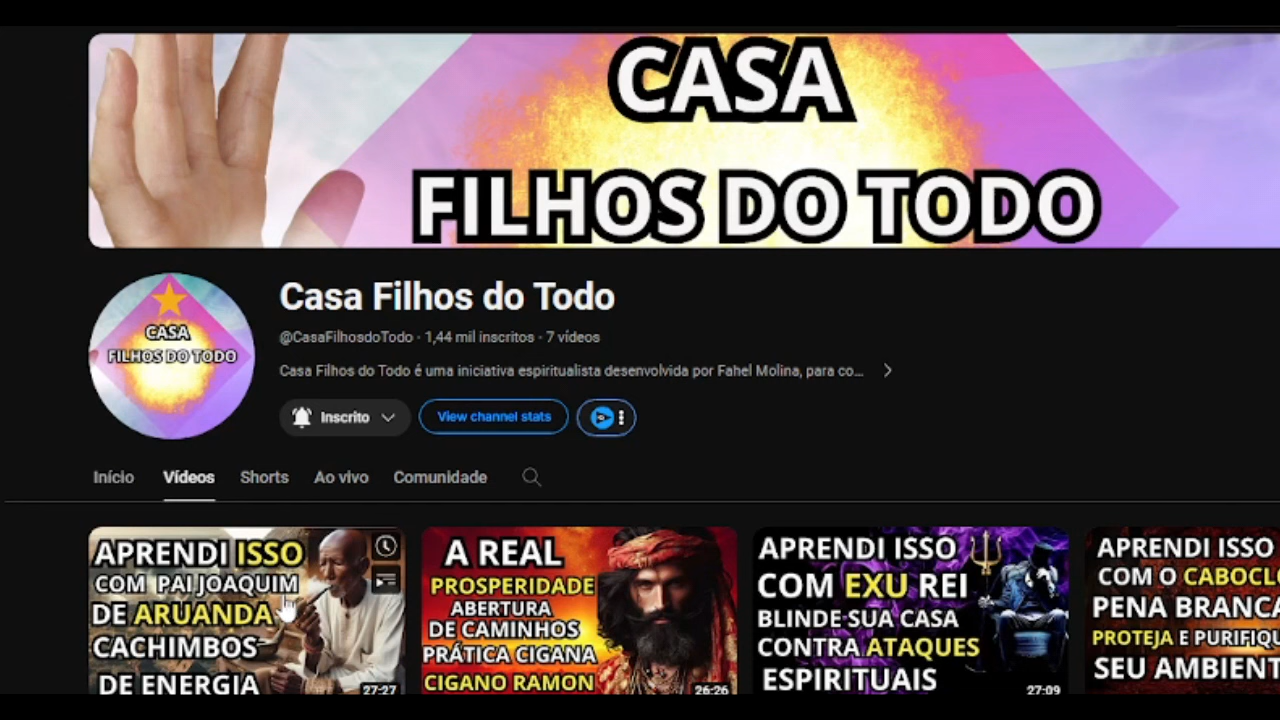 CASA
FILHOS DO TODO
CASA
FILHOS DO TODO
Casa Filhos do Todo
@CasaFilhosdoTodo · 1,44 mil inscritos · 7 vídeos
Casa Filhos do Todo é uma iniciativa espiritualista desenvolvida por Fahel Molina, para co...
Inscrito
View channel stats
Início Vídeos Shorts Ao vivo Comunidade
APRENDI ISSO
COM PAI JOAQUIM
DE ARUANDA
CACHIMBOS
DE ENERGIA
27:27
A REAL
PROSPERIDADE
ABERTURA
DE CAMINHOS
PRÁTICA CIGANA
CIGANO RAMON
26:26
APRENDI ISSO
COM EXU REI
BLINDE SUA CASA
CONTRA ATAQUES
ESPIRITUAIS
27:09
APRENDI ISSO
COM O CABOCLO
PENA BRANCA
PROTEJA E PURIFIQU
SEU AMBIENT